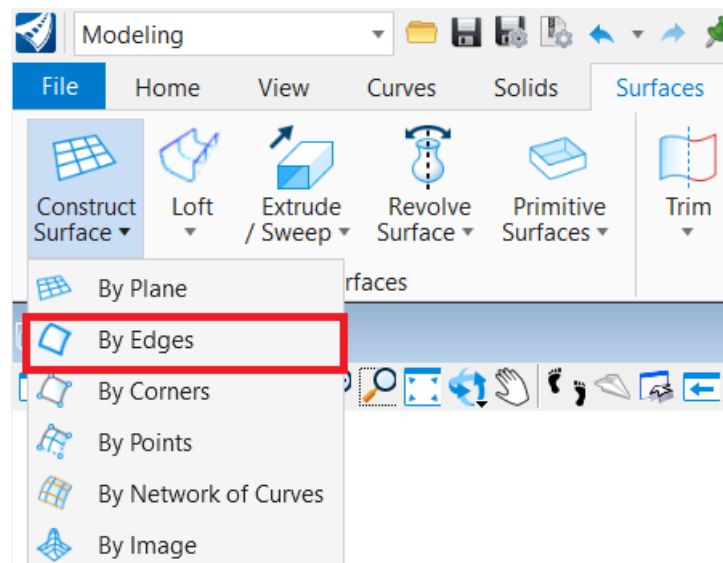 Modeling
File Home View Curves Solids Surfaces
Construct Surface Loft Extrude / Sweep Revolve Surface Primitive Surfaces Trim
rfaces
By Plane
By Edges
By Corners
By Points
By Network of Curves
By Image